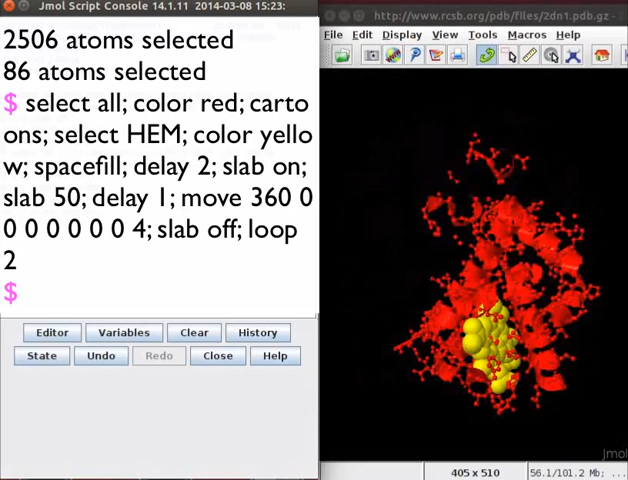 Jmol Script Console 14.1.11 2014-03-08 15:23:
2506 atoms selected
86 atoms selected
$ select all; color red; carto
ons; select HEM; color yello
w; spacefill; delay 2; slab on;
slab 50; delay 1; move 360 0
0 0 0 0 0 0 4; slab off; loop
2
$
Editor Variables Clear History
State Undo Redo Close Help
http://www.rcsb.org/pdb/files/2dn1.pdb.gz -
File Edit Display View Tools Macros Help
Jmol
405 x 510 56.1/101.2 Mb; ...